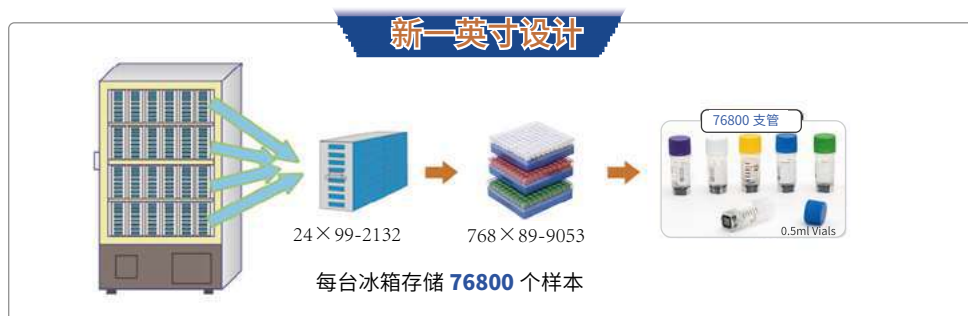 新一英寸设计
76800 支管
0.5ml Vials
24×99-2132
768×89-9053
每台冰箱存储 76800 个样本